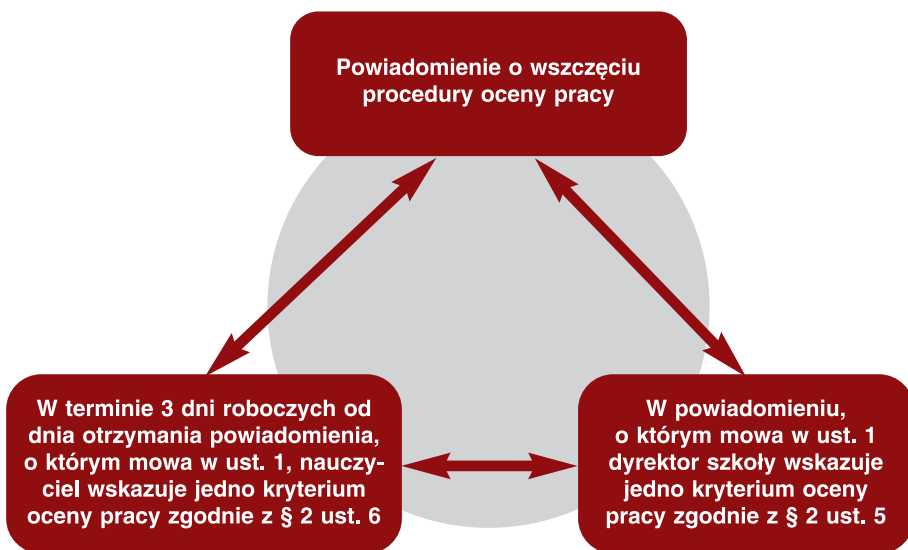 Powiadomienie o wszczęciu
procedury oceny pracy
W terminie 3 dni roboczych od
dnia otrzymania powiadomienia,
o którym mowa w ust. 1, nauczy-
ciel wskazuje jedno kryterium
oceny pracy zgodnie z § 2 ust. 6
W powiadomieniu,
o którym mowa w ust. 1
dyrektor szkoły wskazuje
jedno kryterium oceny
pracy zgodnie z § 2 ust. 5